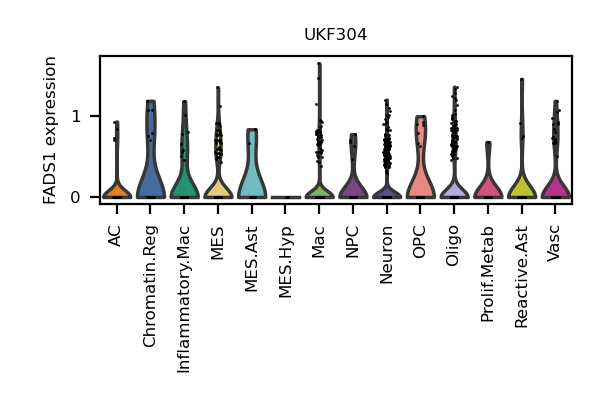 UKF304
FADS1 expression
1
0
AC
Chromatin.Reg
Inflammatory.Mac
MES
MES.Ast
MES.Hyp
Mac
NPC
Neuron
OPC
Oligo
Prolif.Metab
Reactive.Ast
Vasc